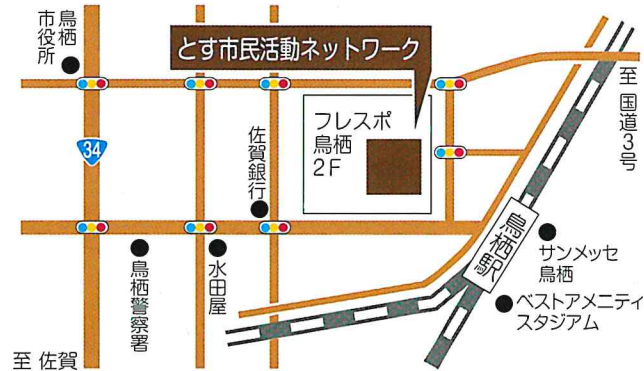 鳥栖
市役所
とす市民活動ネットワーク
至 国道3号
34
佐賀銀行
フレスポ
鳥栖
2F
鳥栖駅
サンメッセ
鳥栖
ベストアメニティ
スタジアム
鳥栖警察署
水田屋
至 佐賀